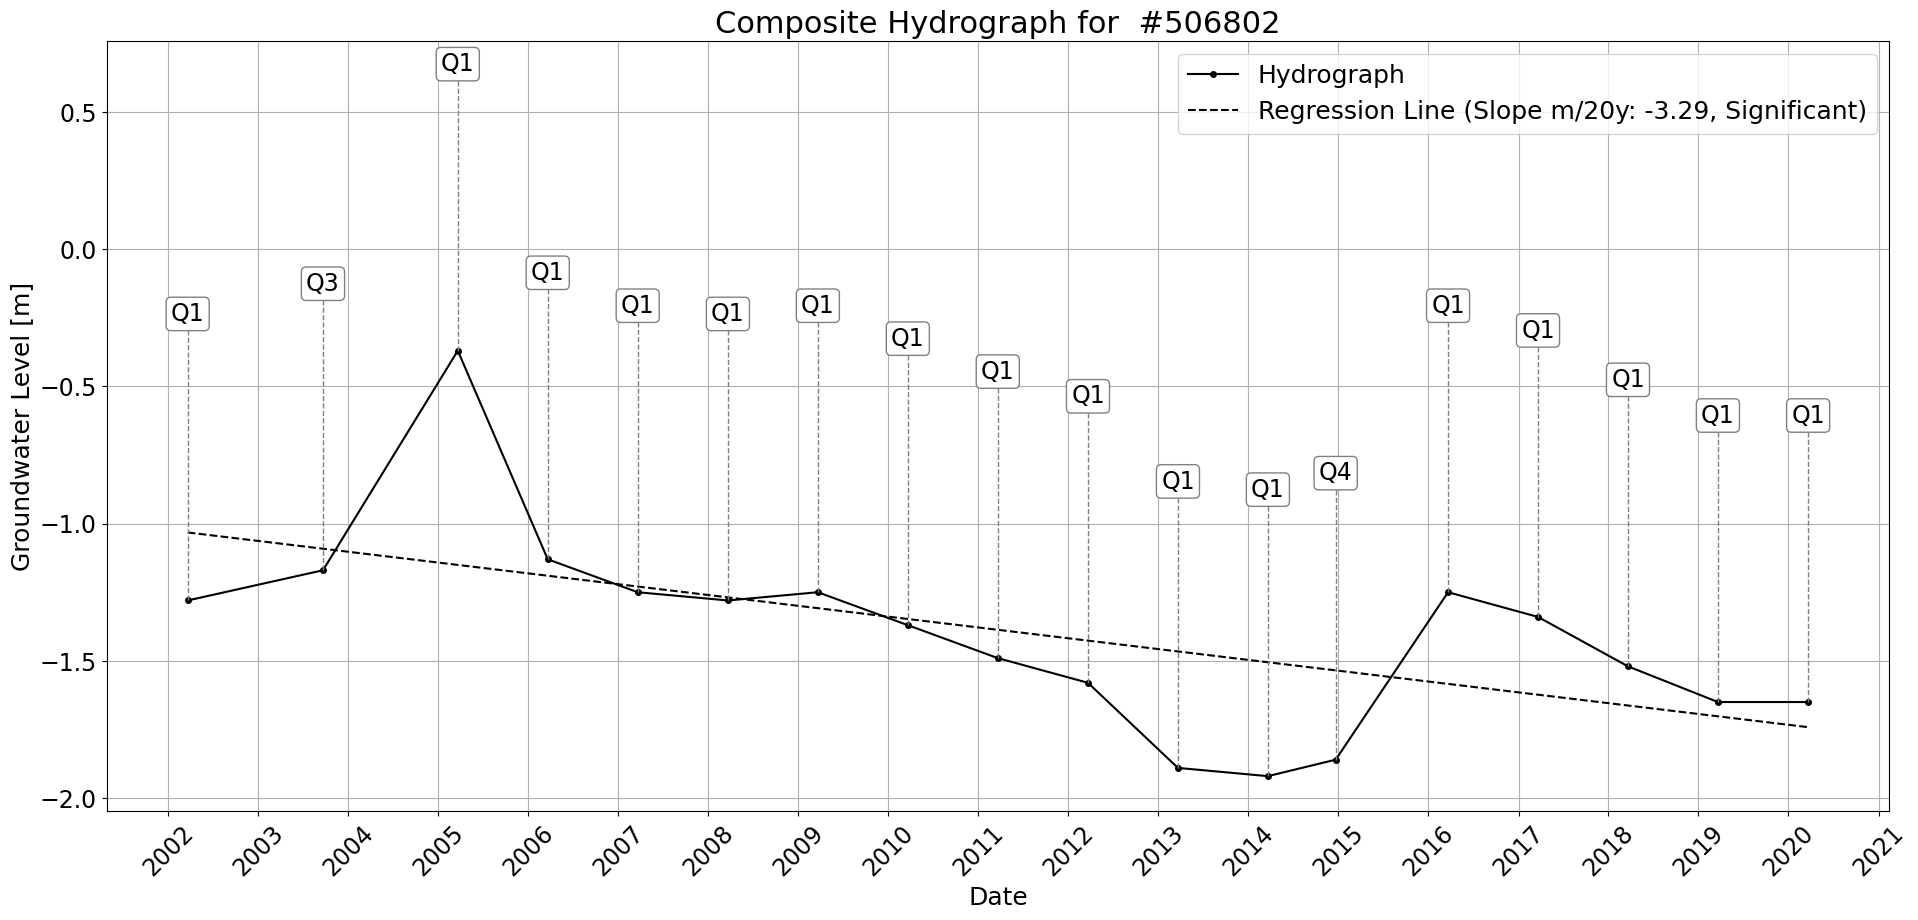 Composite Hydrograph for  #506802
Hydrograph
Regression Line (Slope m/20y: -3.29, Significant)
Groundwater Level [m]
0.5
0.0
−0.5
−1.0
−1.5
−2.0
Q1
Q3
Q1
Q1
Q1
Q1
Q1
Q1
Q1
Q1
Q1
Q1
Q4
Q1
Q1
Q1
Q1
Q1
2002
2003
2004
2005
2006
2007
2008
2009
2010
2011
2012
2013
2014
2015
2016
2017
2018
2019
2020
2021
Date